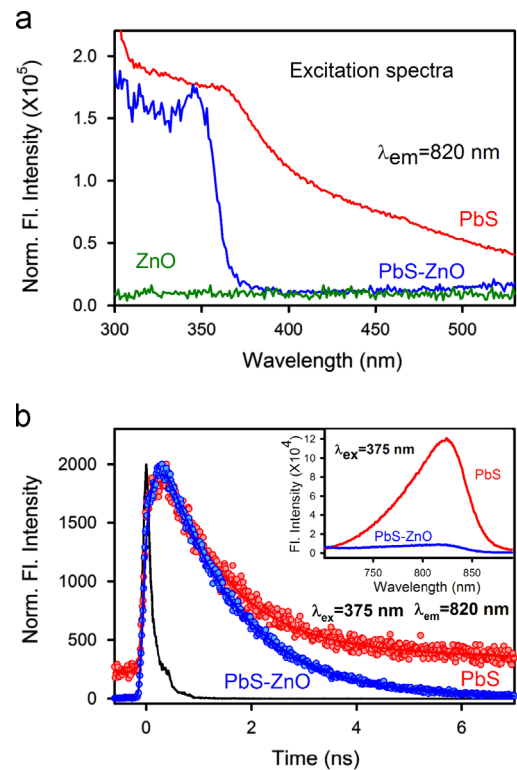 a
Norm. Fl. Intensity (X10⁵)
2.0
1.5
1.0
0.5
0.0
Excitation spectra
λem=820 nm
PbS
ZnO
PbS-ZnO
300 350 400 450 500
Wavelength (nm)
b
Norm. Fl. Intensity
2000
1500
1000
500
0
Fl. Intensity (X10⁴)
12
10
8
6
4
2
0
λex=375 nm
PbS
PbS-ZnO
750 800 850
Wavelength (nm)
λex=375 nm λem=820 nm
PbS-ZnO
PbS
0 2 4 6
Time (ns)